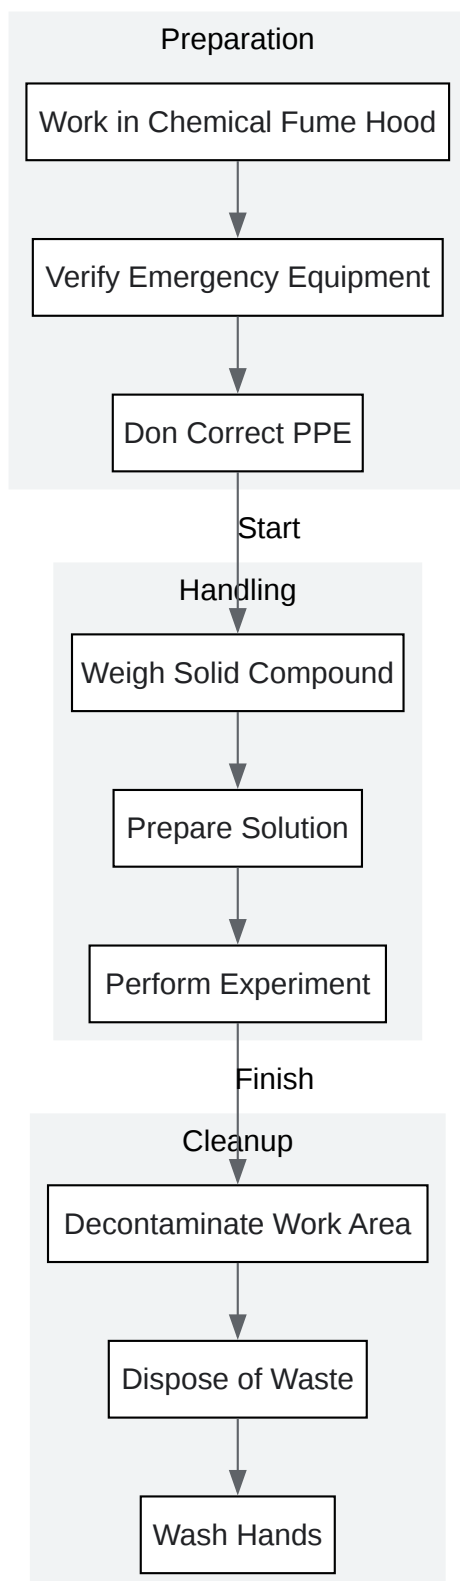 Preparation
Work in Chemical Fume Hood
Verify Emergency Equipment
Don Correct PPE
Start
Handling
Weigh Solid Compound
Prepare Solution
Perform Experiment
Finish
Cleanup
Decontaminate Work Area
Dispose of Waste
Wash Hands